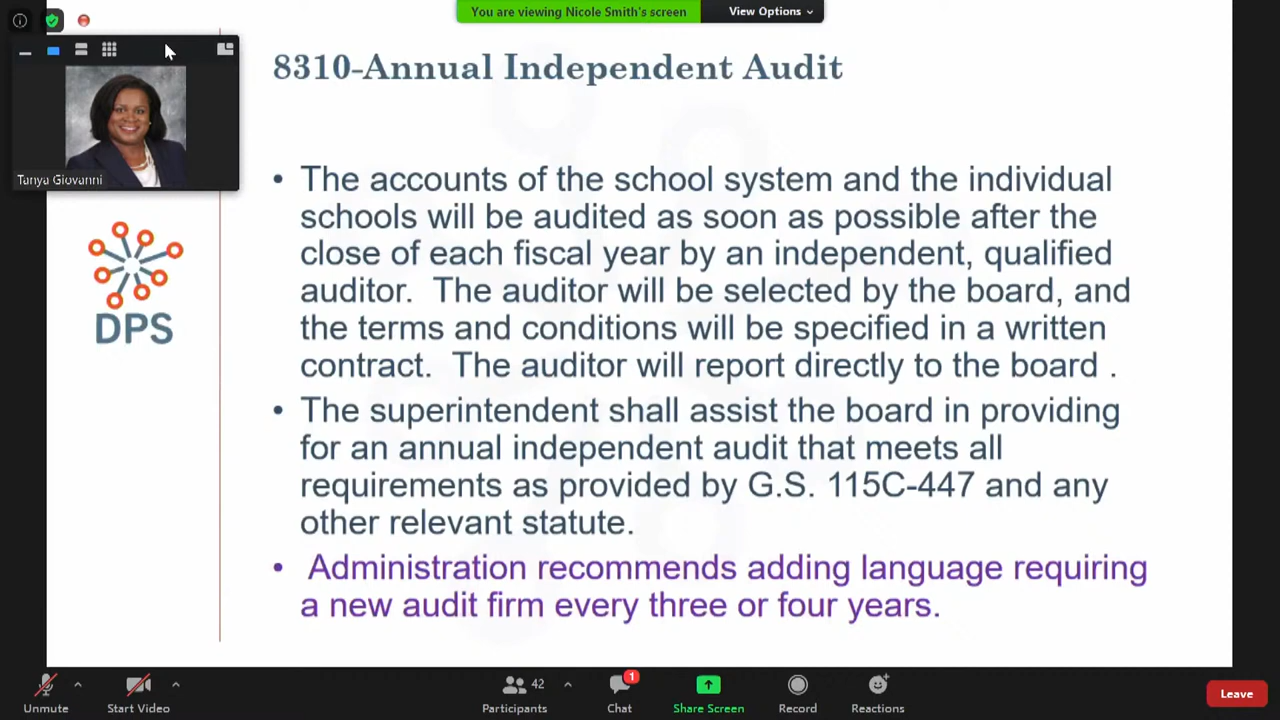 You are viewing Nicole Smith's screen
View Options
8310-Annual Independent Audit
Tanya Giovanni
DPS
• The accounts of the school system and the individual
schools will be audited as soon as possible after the
close of each fiscal year by an independent, qualified
auditor.  The auditor will be selected by the board, and
the terms and conditions will be specified in a written
contract.  The auditor will report directly to the board .
• The superintendent shall assist the board in providing
for an annual independent audit that meets all
requirements as provided by G.S. 115C-447 and any
other relevant statute.
• Administration recommends adding language requiring
a new audit firm every three or four years.
42
1
Unmute
Start Video
Participants
Chat
Share Screen
Record
Reactions
Leave